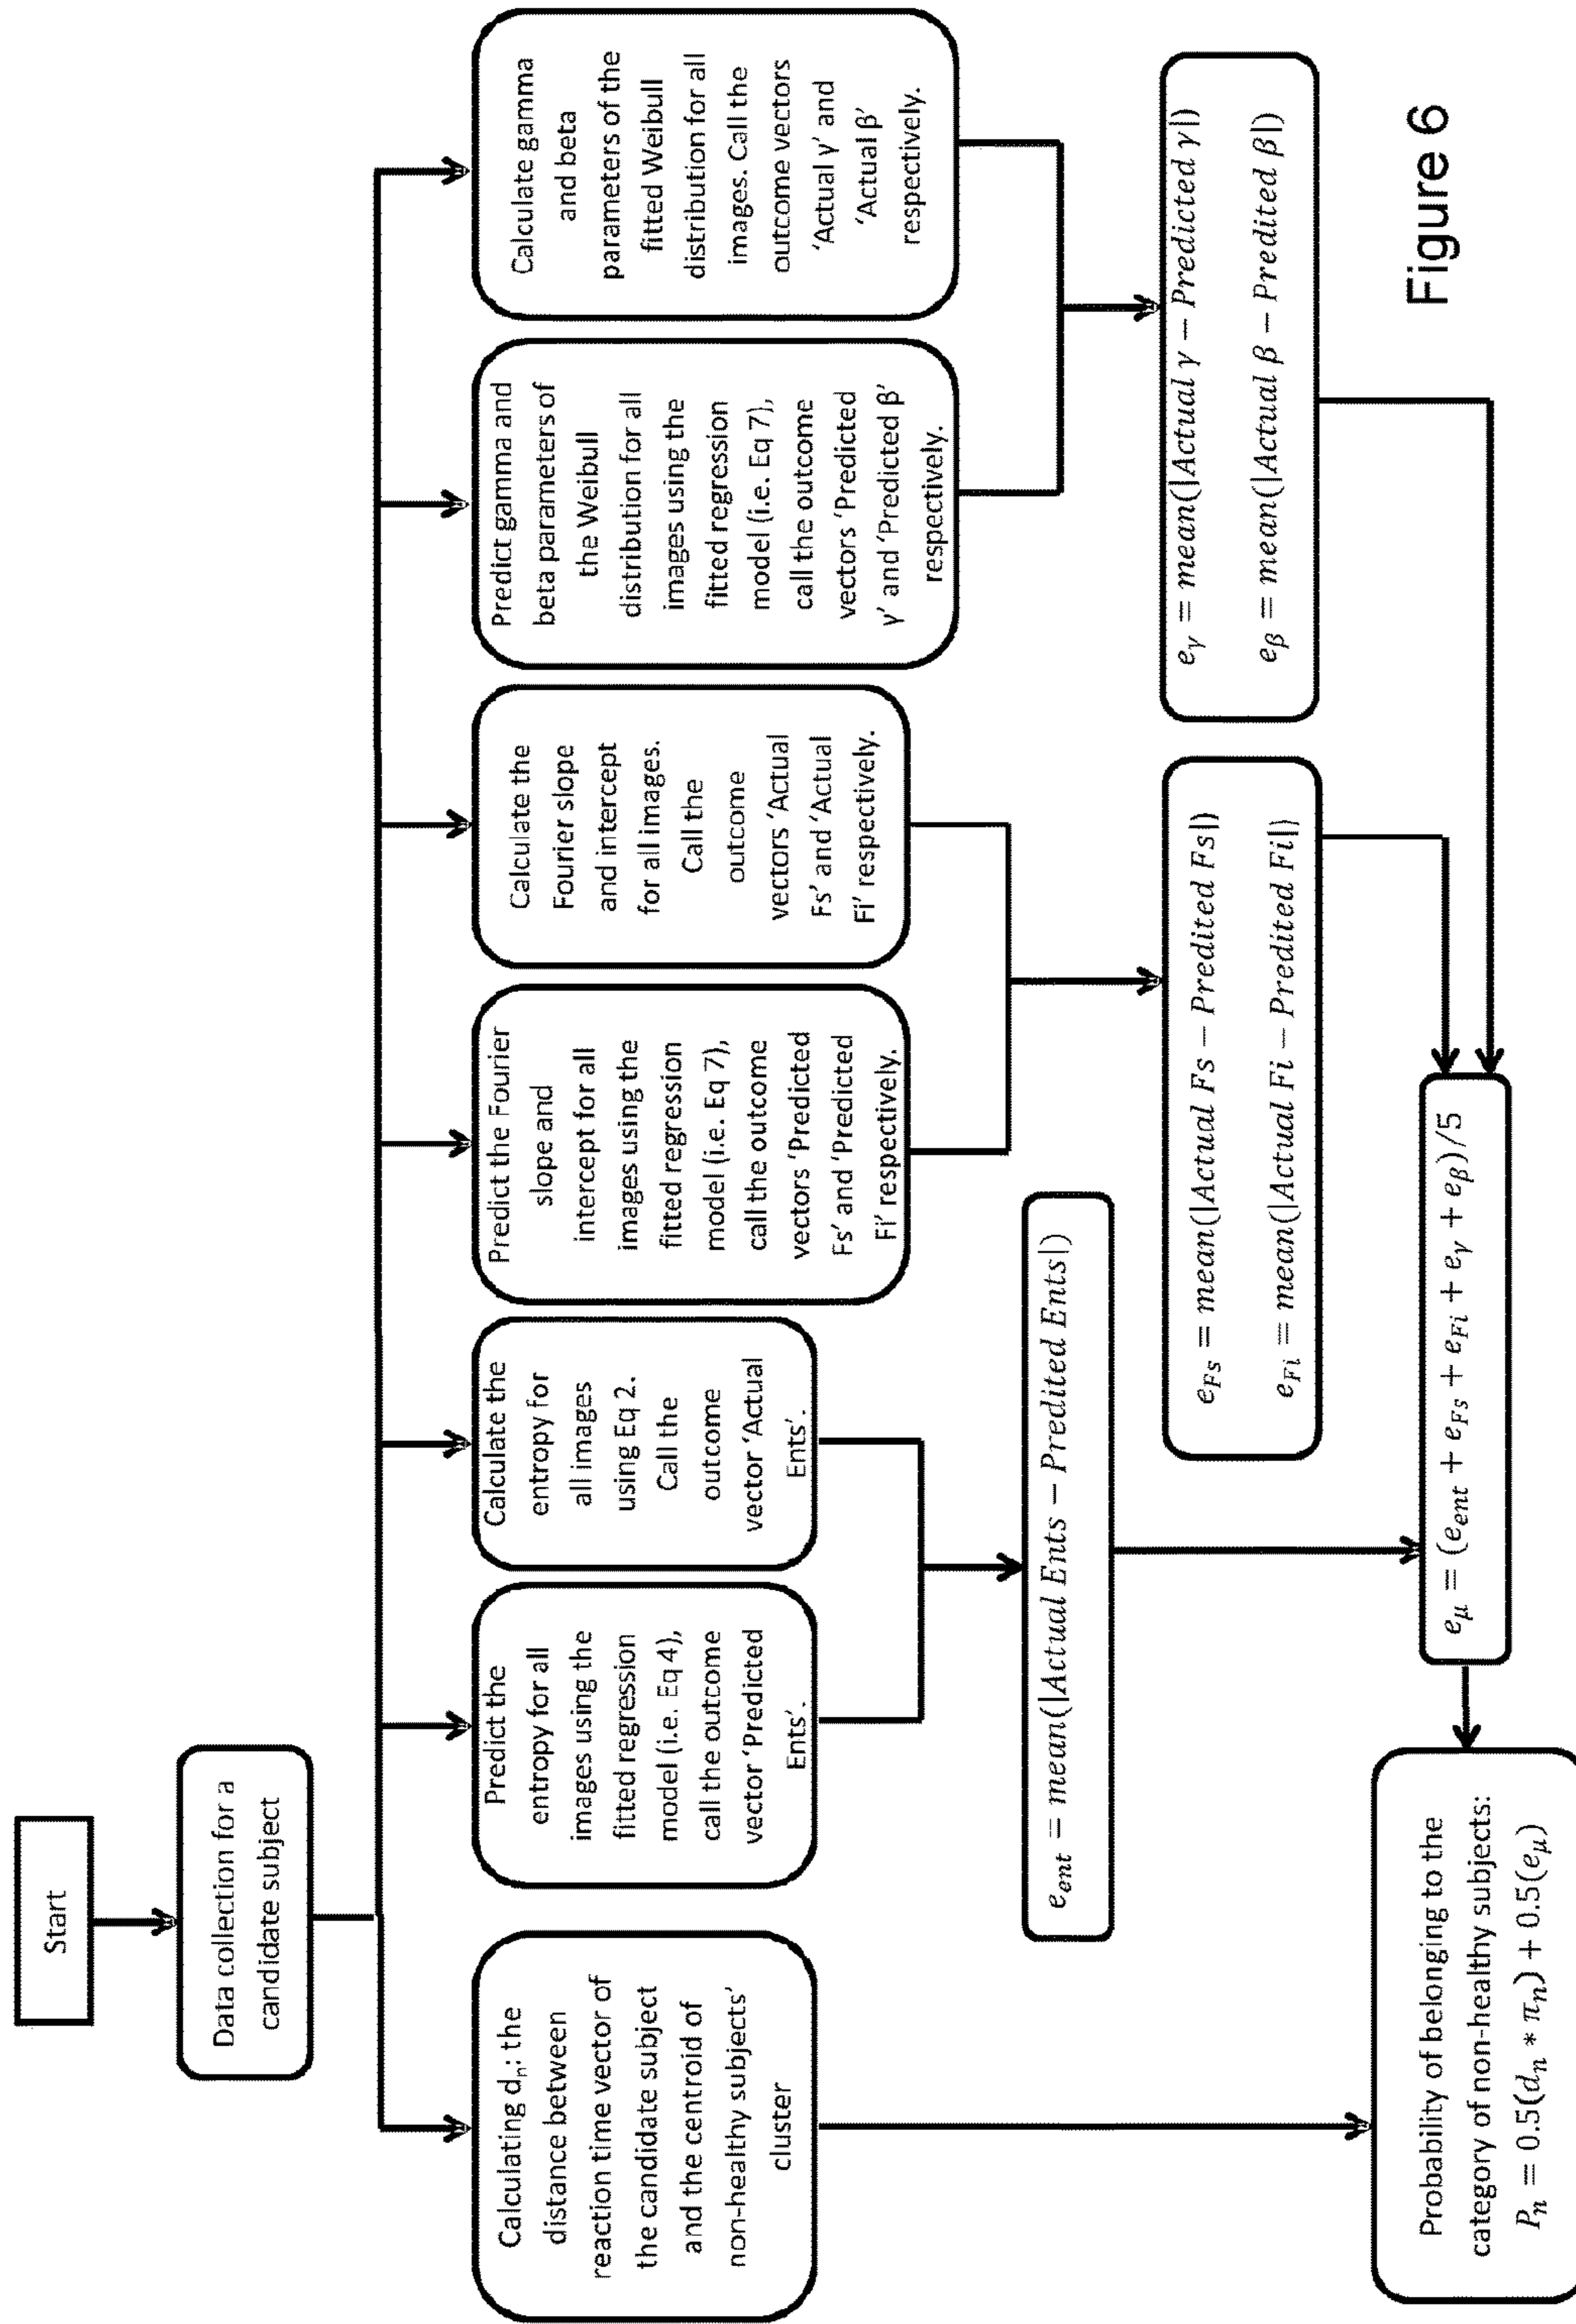 Start
Data collection for a
candidate subject
Calculating dₙ: the
distance between
reaction time vector of
the candidate subject
and the centroid of
non-healthy subjects'
cluster
Predict the
entropy for all
images using the
fitted regression
model (i.e. Eq 4),
call the outcome
vector 'Predicted
Ents'.
Calculate the
entropy for
all images
using Eq 2.
Call the
outcome
vector 'Actual
Ents'.
Predict the Fourier
slope and
intercept for all
images using the
fitted regression
model (i.e. Eq 7),
call the outcome
vectors 'Predicted
Fs' and 'Predicted
Fi' respectively.
Calculate the
Fourier slope
and intercept
for all images.
Call the
outcome
vectors 'Actual
Fs' and 'Actual
Fi' respectively.
Predict gamma and
beta parameters of
the Weibull
distribution for all
images using the
fitted regression
model (i.e. Eq 7),
call the outcome
vectors 'Predicted
γ' and 'Predicted β'
respectively.
Calculate gamma
and beta
parameters of the
fitted Weibull
distribution for all
images. Call the
outcome vectors
'Actual γ' and
'Actual β'
respectively.
e_ent = mean(|Actual Ents − Predited Ents|)
e_Fs = mean(|Actual Fs − Predited Fs|)
e_Fi = mean(|Actual Fi − Predited Fi|)
e_γ = mean(|Actual γ − Predicted γ|)
e_β = mean(|Actual β − Predited β|)
e_μ = (e_ent + e_Fs + e_Fi + e_γ + e_β)/5
Probability of belonging to the
category of non-healthy subjects:
P_n = 0.5(d_n * π_n) + 0.5(e_μ)
Figure 6